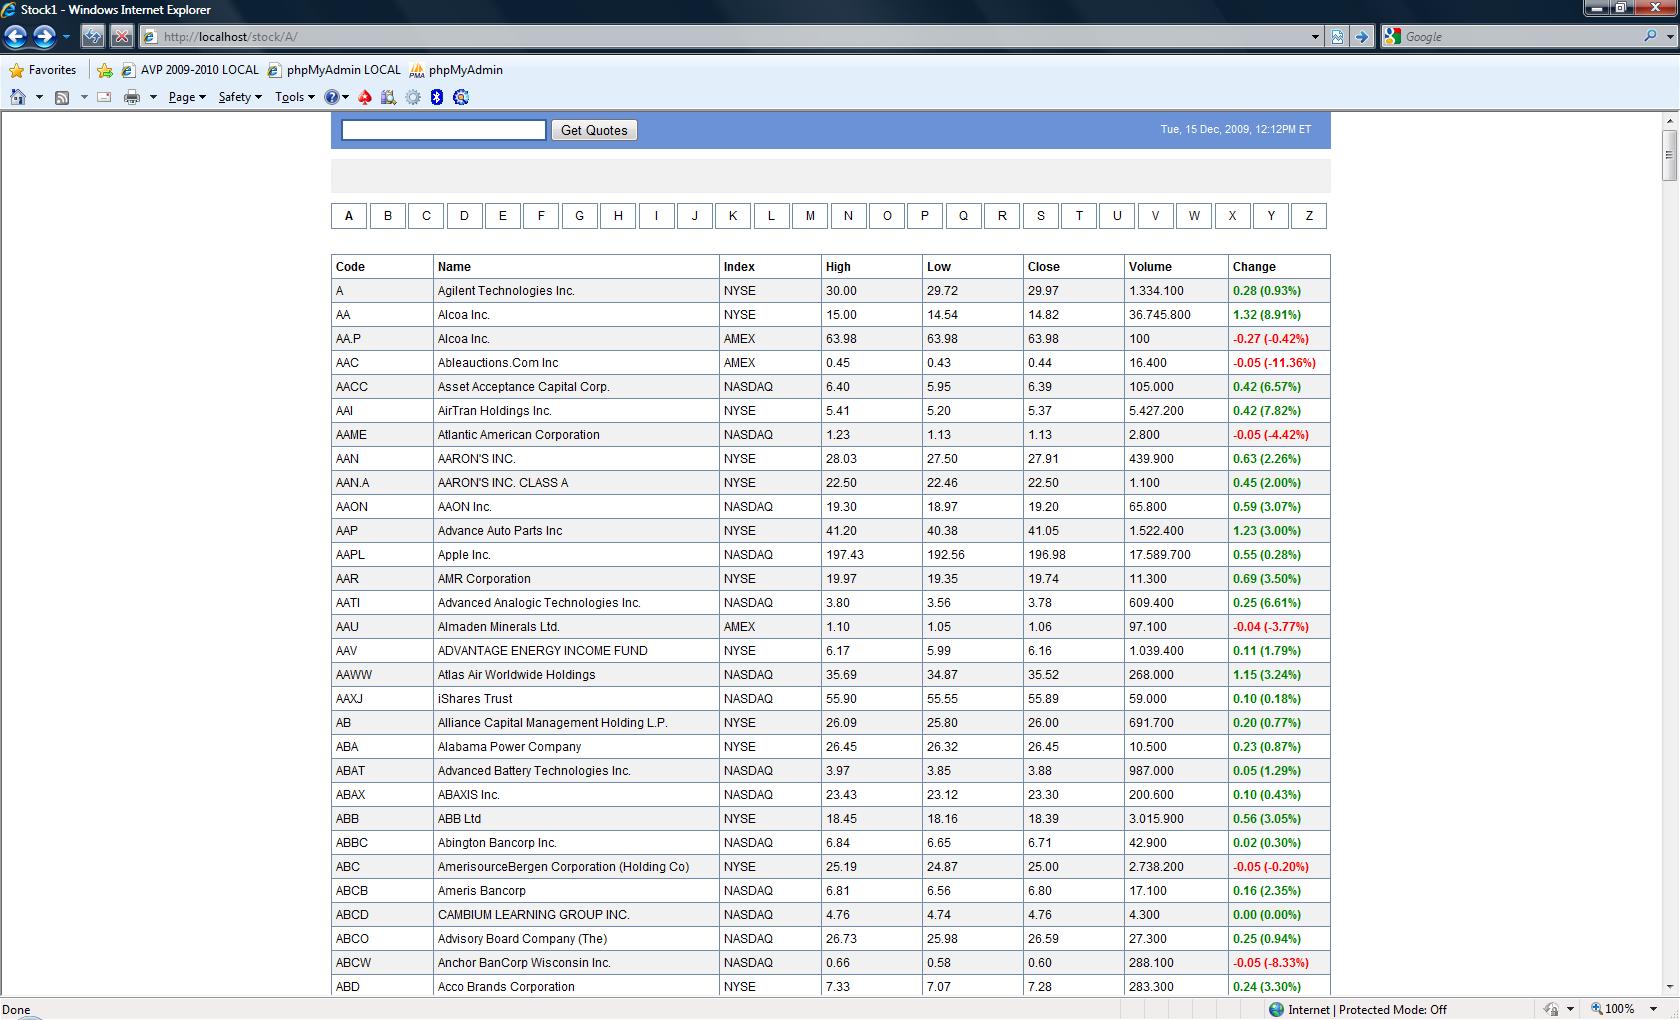 Stock1 - Windows Internet Explorer
http://localhost/stock/A/
Google
Favorites AVP 2009-2010 LOCAL phpMyAdmin LOCAL PMA phpMyAdmin
Page Safety Tools
Get Quotes Tue, 15 Dec, 2009, 12:12PM ET
A B C D E F G H I J K L M N O P Q R S T U V W X Y Z
Code Name Index High Low Close Volume Change
A Agilent Technologies Inc. NYSE 30.00 29.72 29.97 1.334.100 0.28 (0.93%)
AA Alcoa Inc. NYSE 15.00 14.54 14.82 36.745.800 1.32 (8.91%)
AA.P Alcoa Inc. AMEX 63.98 63.98 63.98 100 -0.27 (-0.42%)
AAC Ableauctions.Com Inc AMEX 0.45 0.43 0.44 16.400 -0.05 (-11.36%)
AACC Asset Acceptance Capital Corp. NASDAQ 6.40 5.95 6.39 105.000 0.42 (6.57%)
AAI AirTran Holdings Inc. NYSE 5.41 5.20 5.37 5.427.200 0.42 (7.82%)
AAME Atlantic American Corporation NASDAQ 1.23 1.13 1.13 2.800 -0.05 (-4.42%)
AAN AARON'S INC. NYSE 28.03 27.50 27.91 439.900 0.63 (2.26%)
AAN.A AARON'S INC. CLASS A NYSE 22.50 22.46 22.50 1.100 0.45 (2.00%)
AAON AAON Inc. NASDAQ 19.30 18.97 19.20 65.800 0.59 (3.07%)
AAP Advance Auto Parts Inc NYSE 41.20 40.38 41.05 1.522.400 1.23 (3.00%)
AAPL Apple Inc. NASDAQ 197.43 192.56 196.98 17.589.700 0.55 (0.28%)
AAR AMR Corporation NYSE 19.97 19.35 19.74 11.300 0.69 (3.50%)
AATI Advanced Analogic Technologies Inc. NASDAQ 3.80 3.56 3.78 609.400 0.25 (6.61%)
AAU Almaden Minerals Ltd. AMEX 1.10 1.05 1.06 97.100 -0.04 (-3.77%)
AAV ADVANTAGE ENERGY INCOME FUND NYSE 6.17 5.99 6.16 1.039.400 0.11 (1.79%)
AAWW Atlas Air Worldwide Holdings NASDAQ 35.69 34.87 35.52 268.000 1.15 (3.24%)
AAXJ iShares Trust NASDAQ 55.90 55.55 55.89 59.000 0.10 (0.18%)
AB Alliance Capital Management Holding L.P. NYSE 26.09 25.80 26.00 691.700 0.20 (0.77%)
ABA Alabama Power Company NYSE 26.45 26.32 26.45 10.500 0.23 (0.87%)
ABAT Advanced Battery Technologies Inc. NASDAQ 3.97 3.85 3.88 987.000 0.05 (1.29%)
ABAX ABAXIS Inc. NASDAQ 23.43 23.12 23.30 200.600 0.10 (0.43%)
ABB ABB Ltd NYSE 18.45 18.16 18.39 3.015.900 0.56 (3.05%)
ABBC Abington Bancorp Inc. NASDAQ 6.84 6.65 6.71 42.900 0.02 (0.30%)
ABC AmerisourceBergen Corporation (Holding Co) NYSE 25.19 24.87 25.00 2.738.200 -0.05 (-0.20%)
ABCB Ameris Bancorp NASDAQ 6.81 6.56 6.80 17.100 0.16 (2.35%)
ABCD CAMBIUM LEARNING GROUP INC. NASDAQ 4.76 4.74 4.76 4.300 0.00 (0.00%)
ABCO Advisory Board Company (The) NASDAQ 26.73 25.98 26.59 27.300 0.25 (0.94%)
ABCW Anchor BanCorp Wisconsin Inc. NASDAQ 0.66 0.58 0.60 288.100 -0.05 (-8.33%)
ABD Acco Brands Corporation NYSE 7.33 7.07 7.28 283.300 0.24 (3.30%)
Done Internet | Protected Mode: Off 100%